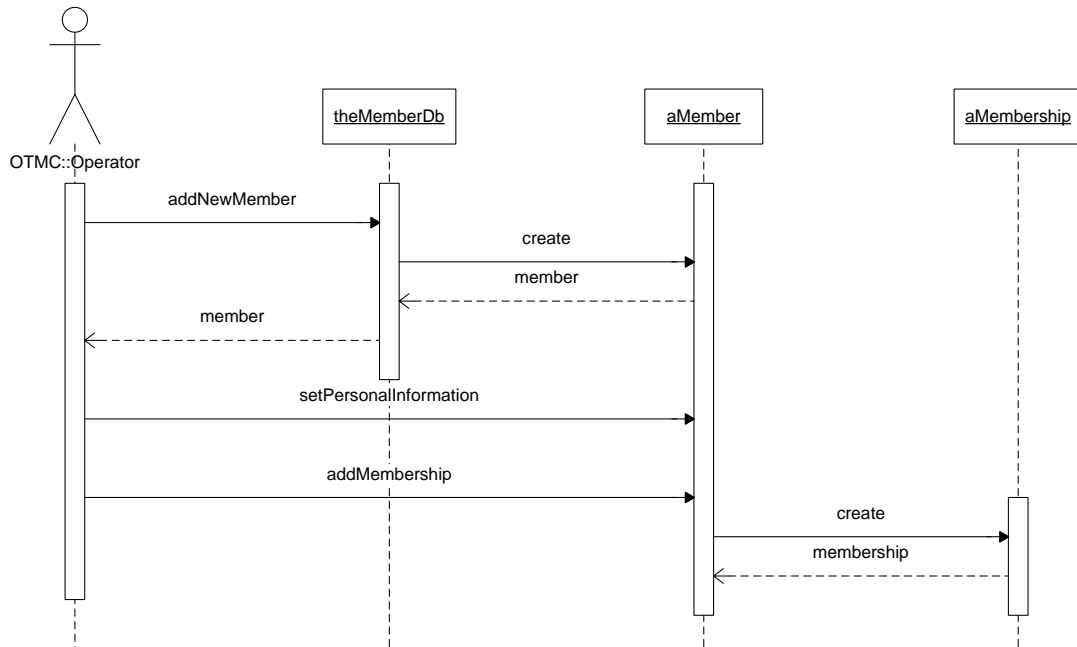 theMemberDb
aMember
aMembership
OTMC::Operator
addNewMember
create
member
member
setPersonalInformation
addMembership
create
membership